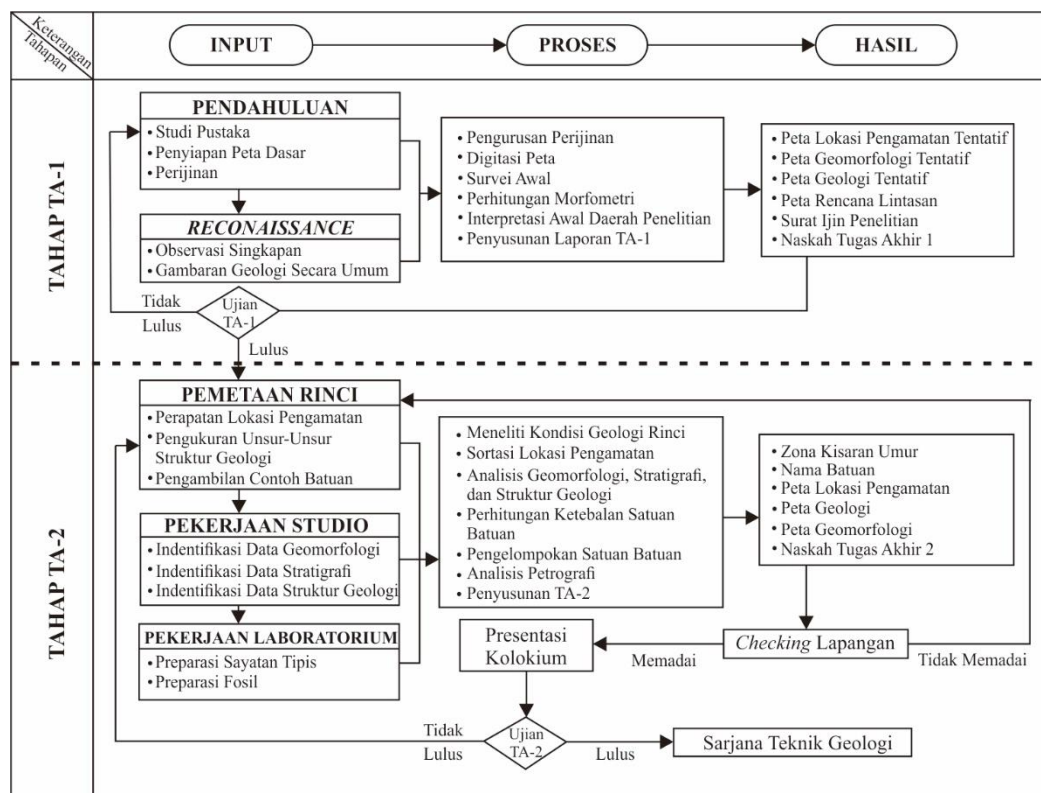 Keterangan
Tahapan
INPUT
PROSES
HASIL
TAHAP TA-1
PENDAHULUAN
• Studi Pustaka
• Penyiapan Peta Dasar
• Perijinan
RECONAISSANCE
• Observasi Singkapan
• Gambaran Geologi Secara Umum
• Pengurusan Perijinan
• Digitasi Peta
• Survei Awal
• Perhitungan Morfometri
• Interpretasi Awal Daerah Penelitian
• Penyusunan Laporan TA-1
• Peta Lokasi Pengamatan Tentatif
• Peta Geomorfologi Tentatif
• Peta Geologi Tentatif
• Peta Rencana Lintasan
• Surat Ijin Penelitian
• Naskah Tugas Akhir 1
Tidak
Lulus
Ujian
TA-1
Lulus
TAHAP TA-2
PEMETAAN RINCI
• Perapatan Lokasi Pengamatan
• Pengukuran Unsur-Unsur
Struktur Geologi
• Pengambilan Contoh Batuan
PEKERJAAN STUDIO
• Indentifikasi Data Geomorfologi
• Indentifikasi Data Stratigrafi
• Indentifikasi Data Struktur Geologi
PEKERJAAN LABORATORIUM
• Preparasi Sayatan Tipis
• Preparasi Fosil
• Meneliti Kondisi Geologi Rinci
• Sortasi Lokasi Pengamatan
• Analisis Geomorfologi, Stratigrafi,
dan Struktur Geologi
• Perhitungan Ketebalan Satuan
Batuan
• Pengelompokan Satuan Batuan
• Analisis Petrografi
• Penyusunan TA-2
• Zona Kisaran Umur
• Nama Batuan
• Peta Lokasi Pengamatan
• Peta Geologi
• Peta Geomorfologi
• Naskah Tugas Akhir 2
Presentasi
Kolokium
Memadai
Checking Lapangan
Tidak Memadai
Tidak
Lulus
Ujian
TA-2
Lulus
Sarjana Teknik Geologi